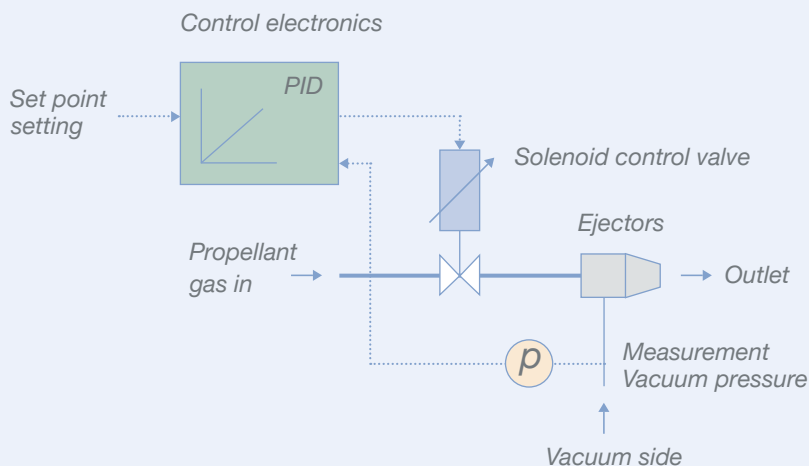 Control electronics
PID
Set point
setting
Solenoid control valve
Ejectors
Propellant
gas in
Outlet
p
Measurement
Vacuum pressure
Vacuum side